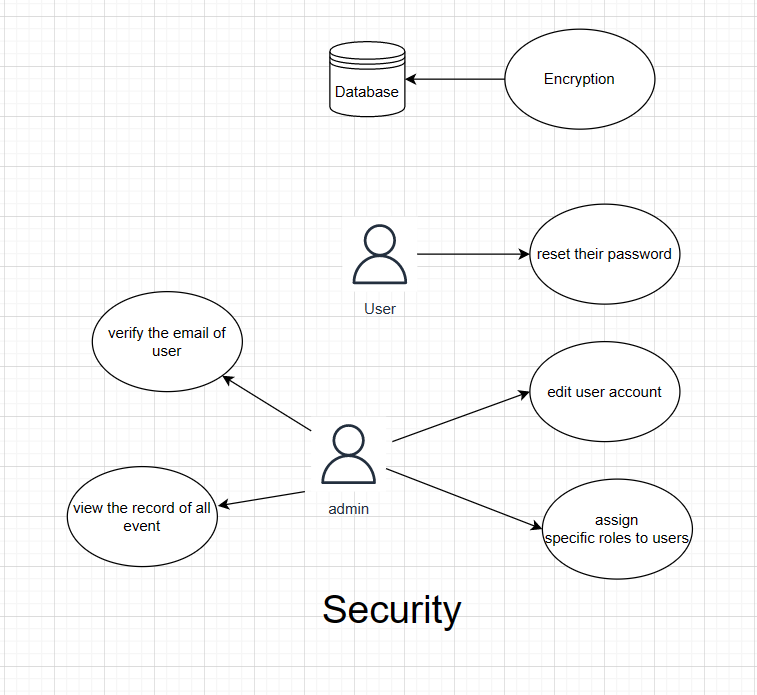 Database
Encryption
reset their password
User
verify the email of
user
edit user account
view the record of all
event
admin
assign
specific roles to users
Security